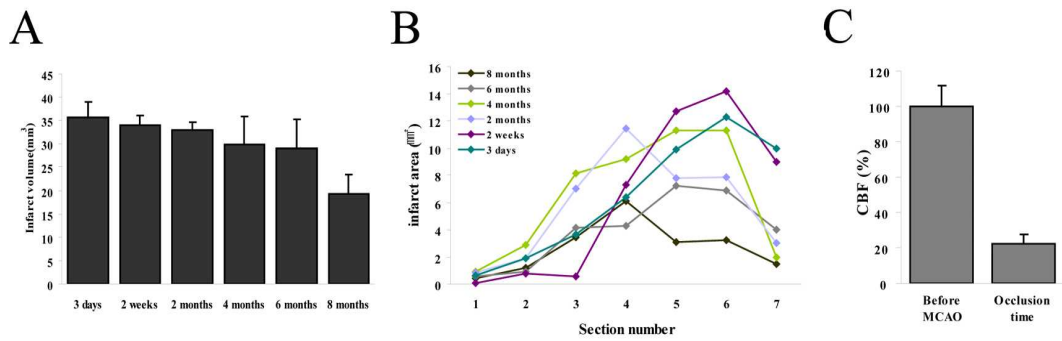 A
B
C
45
40
35
30
25
20
15
10
5
0
Infarct volume(mm3
3 days
2 weeks
2 months
4 months
6 months
8 months
16
14
12
10
8
6
4
2
0
infarct area (㎟)
8 months
6 months
4 months
2 months
2 weeks
3 days
1 2 3 4 5 6 7
Section number
120
100
80
60
40
20
0
CBF (%)
Before
MCAO
Occlusion
time